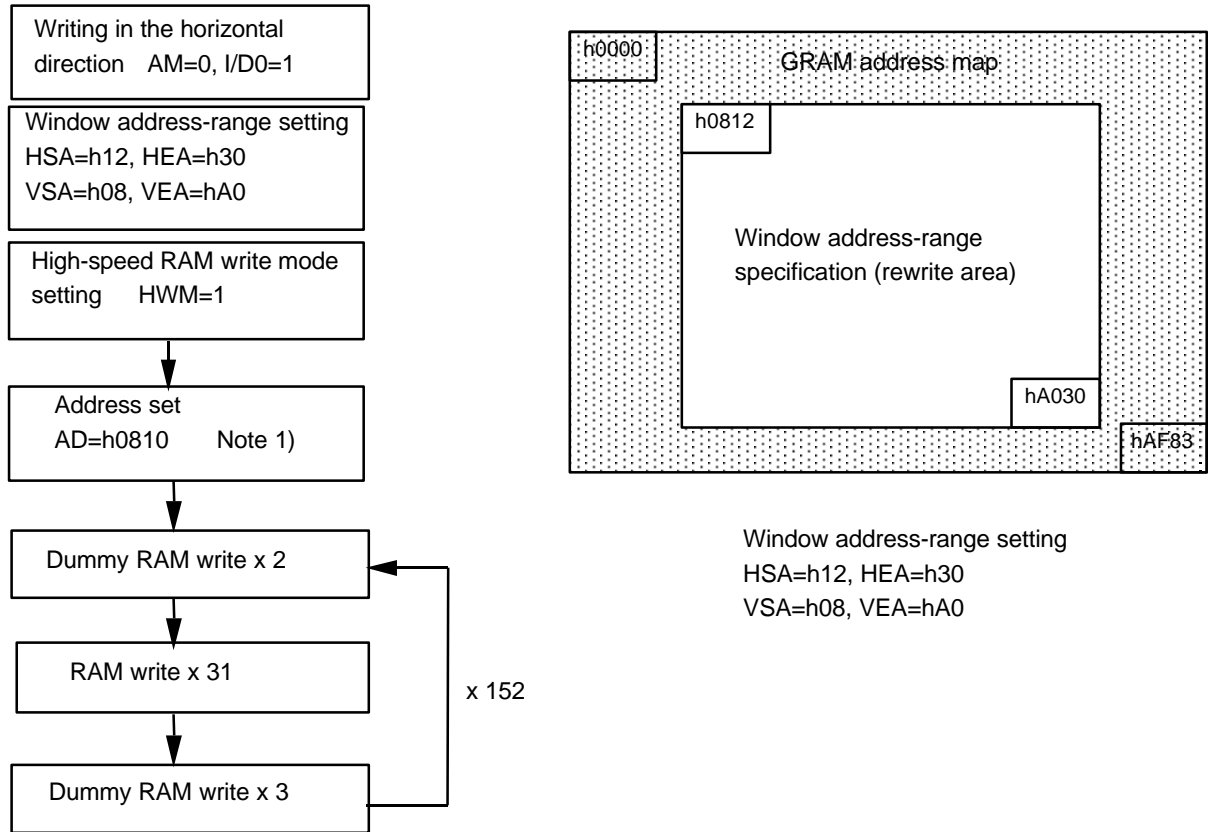 Writing in the horizontal
direction AM=0, I/D0=1
Window address-range setting
HSA=h12, HEA=h30
VSA=h08, VEA=hA0
High-speed RAM write mode
setting HWM=1
Address set
AD=h0810 Note 1)
Dummy RAM write x 2
RAM write x 31
Dummy RAM write x 3
x 152
h0000
GRAM address map
h0812
Window address-range
specification (rewrite area)
hA030
hAF83
Window address-range setting
HSA=h12, HEA=h30
VSA=h08, VEA=hA0